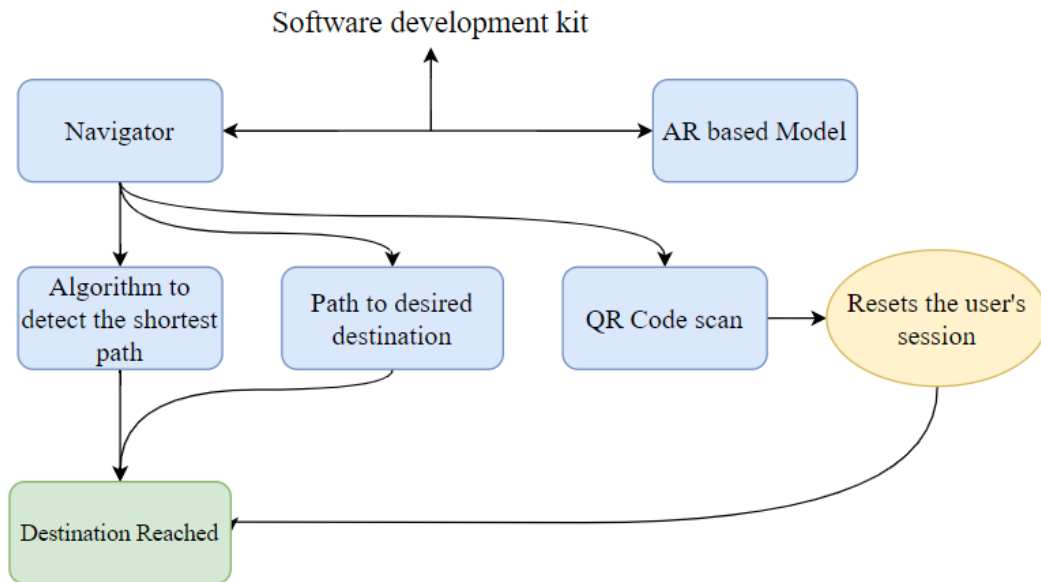 Software development kit
Navigator
AR based Model
Algorithm to
detect the shortest
path
Path to desired
destination
QR Code scan
Resets the user's
session
Destination Reached